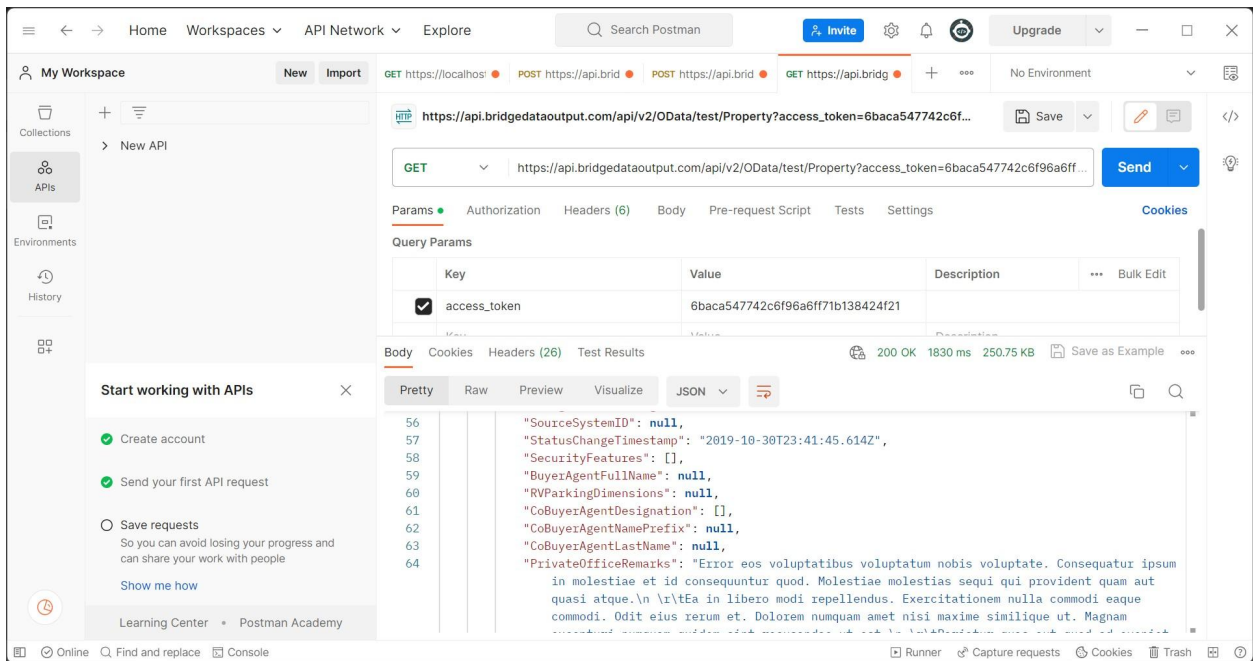 Home Workspaces API Network Explore Search Postman Invite Upgrade
My Workspace New Import GET https://localhost POST https://api.brid POST https://api.brid GET https://api.bridg No Environment
Collections
New API
APIs
Environments
History
HTTP https://api.bridgedataoutput.com/api/v2/OData/test/Property?access_token=6baca547742c6f... Save
GET https://api.bridgedataoutput.com/api/v2/OData/test/Property?access_token=6baca547742c6f96a6ff... Send
Params Authorization Headers (6) Body Pre-request Script Tests Settings Cookies
Query Params
Key Value Description Bulk Edit
access_token 6baca547742c6f96a6ff71b138424f21
Body Cookies Headers (26) Test Results 200 OK 1830 ms 250.75 KB Save as Example
Pretty Raw Preview Visualize JSON
56 "SourceSystemID": null,
57 "StatusChangeTimestamp": "2019-10-30T23:41:45.614Z",
58 "SecurityFeatures": [],
59 "BuyerAgentFullName": null,
60 "RVParkingDimensions": null,
61 "CoBuyerAgentDesignation": [],
62 "CoBuyerAgentNamePrefix": null,
63 "CoBuyerAgentLastName": null,
64 "PrivateOfficeRemarks": "Error eos voluptatibus voluptatum nobis voluptate. Consequatur ipsum
in molestiae et id consequuntur quod. Molestiae molestias sequi qui provident quam aut
quasi atque.\n \r\tEa in libero modi repellendus. Exercitationem nulla commodi eaque
commodi. Odit eius rerum et. Dolorem numquam amet nisi maxime similique ut. Magnam
Start working with APIs
Create account
Send your first API request
Save requests
So you can avoid losing your progress and
can share your work with people
Show me how
Learning Center • Postman Academy
Online Find and replace Console Runner Capture requests Cookies Trash